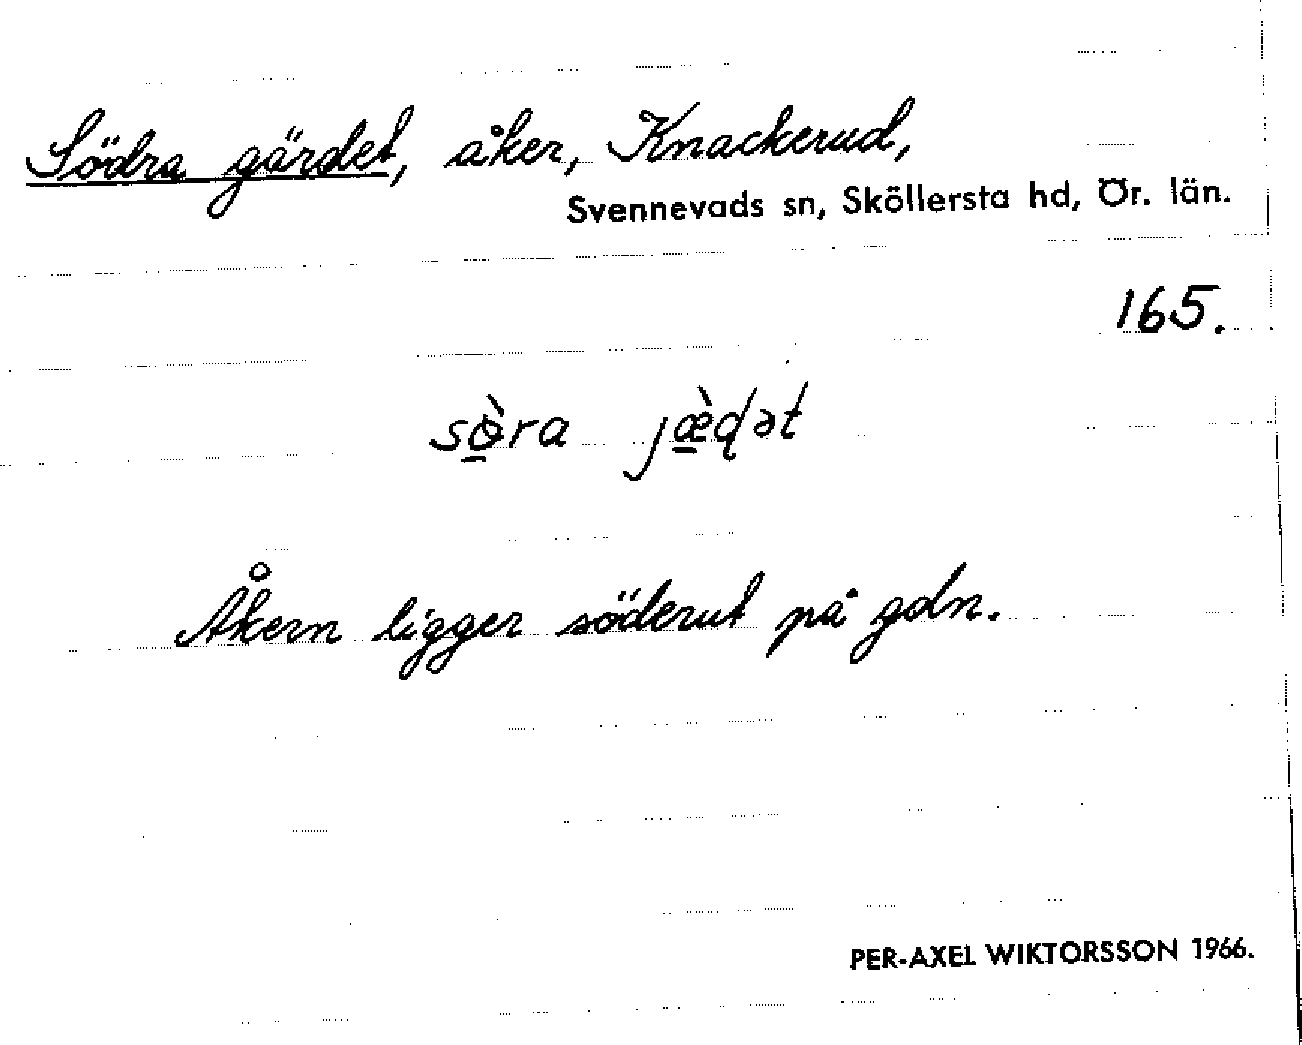 Södra gärdet, åker, Knackerud,
Svennevads sn, Sköllersta hd, Ör. län.
165.
sø̱̀ra jæ̱̀ɖət
Åkern ligger söderut på gdn.
PER-AXEL WIKTORSSON 1966.